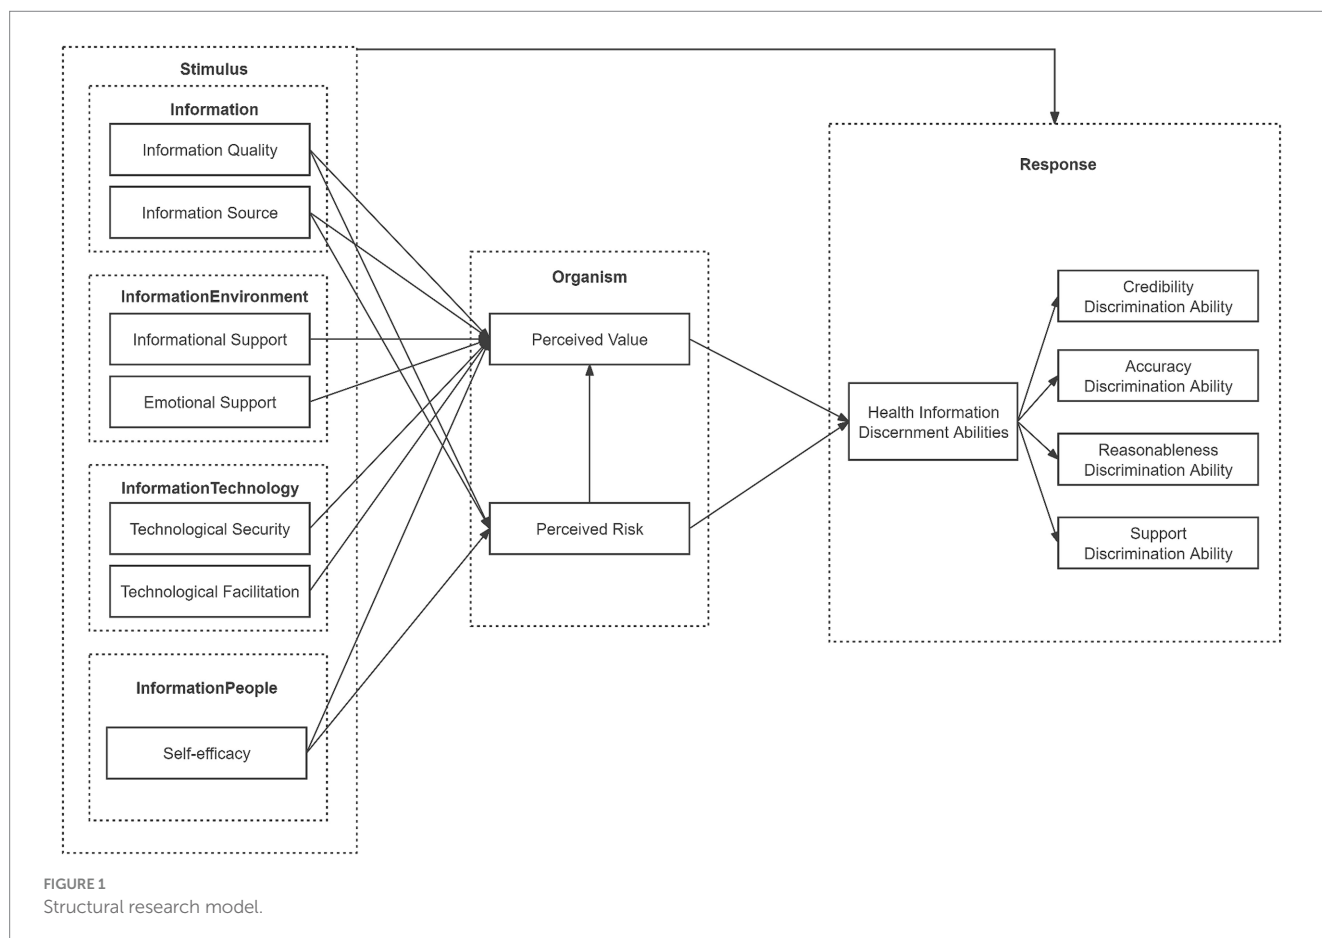 Stimulus
Information
Information Quality
Information Source
InformationEnvironment
Informational Support
Emotional Support
InformationTechnology
Technological Security
Technological Facilitation
InformationPeople
Self-efficacy
Organism
Perceived Value
Perceived Risk
Response
Health Information
Discernment Abilities
Credibility
Discrimination Ability
Accuracy
Discrimination Ability
Reasonableness
Discrimination Ability
Support
Discrimination Ability
FIGURE 1
Structural research model.